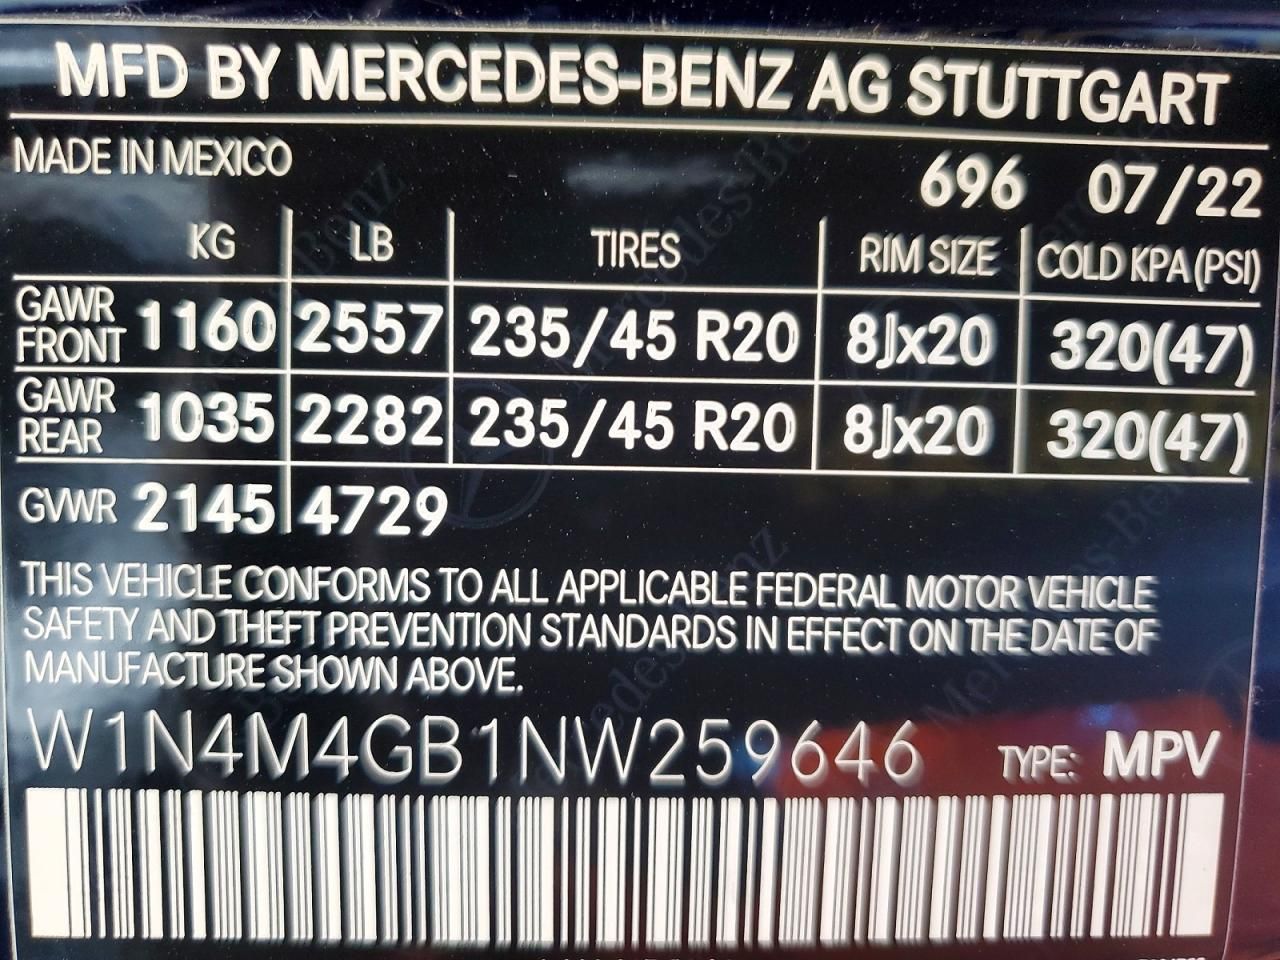 MFD BY MERCEDES-BENZ AG STUTTGART
MADE IN MEXICO 696 07/22
KG LB TIRES RIM SIZE COLD KPA (PSI)
GAWR FRONT 1160 2557 235/45 R20 8Jx20 320(47)
GAWR REAR 1035 2282 235/45 R20 8Jx20 320(47)
GVWR 2145 4729
THIS VEHICLE CONFORMS TO ALL APPLICABLE FEDERAL MOTOR VEHICLE
SAFETY AND THEFT PREVENTION STANDARDS IN EFFECT ON THE DATE OF
MANUFACTURE SHOWN ABOVE.
W1N4M4GB1NW259646 TYPE: MPV